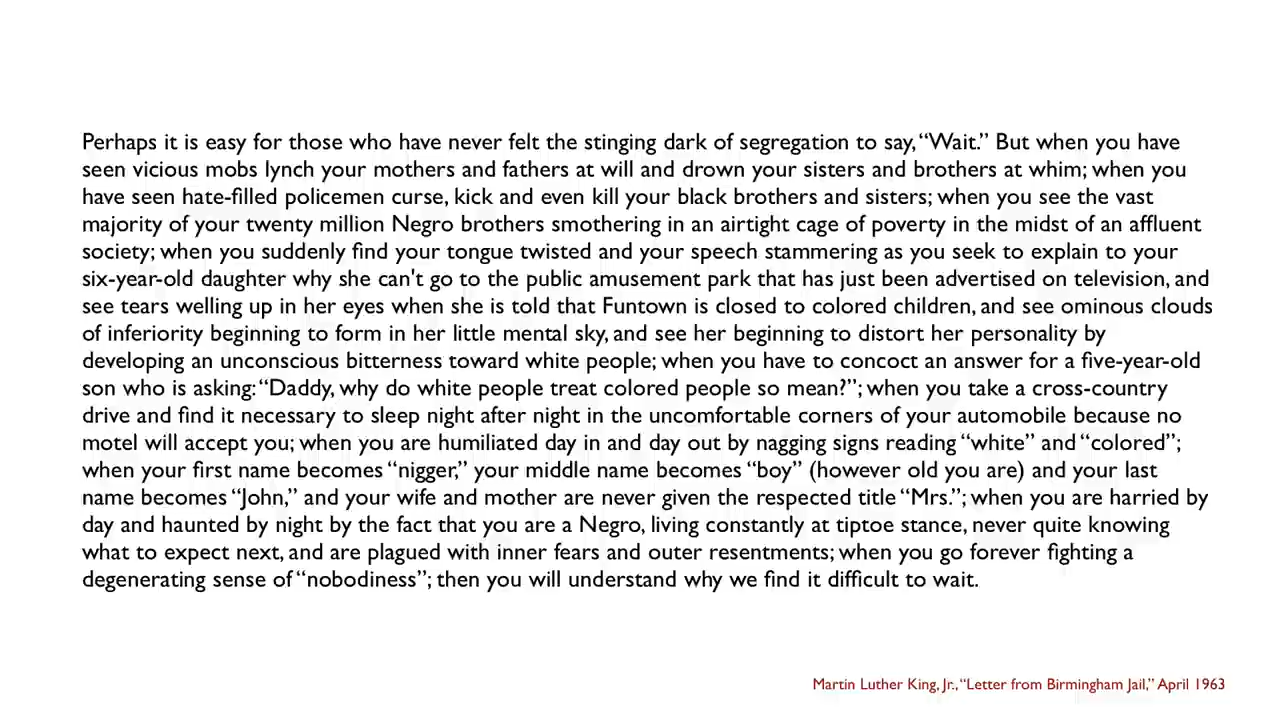 Perhaps it is easy for those who have never felt the stinging dark of segregation to say, “Wait.” But when you have
seen vicious mobs lynch your mothers and fathers at will and drown your sisters and brothers at whim; when you
have seen hate-filled policemen curse, kick and even kill your black brothers and sisters; when you see the vast
majority of your twenty million Negro brothers smothering in an airtight cage of poverty in the midst of an affluent
society; when you suddenly find your tongue twisted and your speech stammering as you seek to explain to your
six-year-old daughter why she can't go to the public amusement park that has just been advertised on television, and
see tears welling up in her eyes when she is told that Funtown is closed to colored children, and see ominous clouds
of inferiority beginning to form in her little mental sky, and see her beginning to distort her personality by
developing an unconscious bitterness toward white people; when you have to concoct an answer for a five-year-old
son who is asking: “Daddy, why do white people treat colored people so mean?”; when you take a cross-country
drive and find it necessary to sleep night after night in the uncomfortable corners of your automobile because no
motel will accept you; when you are humiliated day in and day out by nagging signs reading “white” and “colored”;
when your first name becomes “nigger,” your middle name becomes “boy” (however old you are) and your last
name becomes “John,” and your wife and mother are never given the respected title “Mrs.”; when you are harried by
day and haunted by night by the fact that you are a Negro, living constantly at tiptoe stance, never quite knowing
what to expect next, and are plagued with inner fears and outer resentments; when you go forever fighting a
degenerating sense of “nobodiness”; then you will understand why we find it difficult to wait.
Martin Luther King, Jr., “Letter from Birmingham Jail,” April 1963